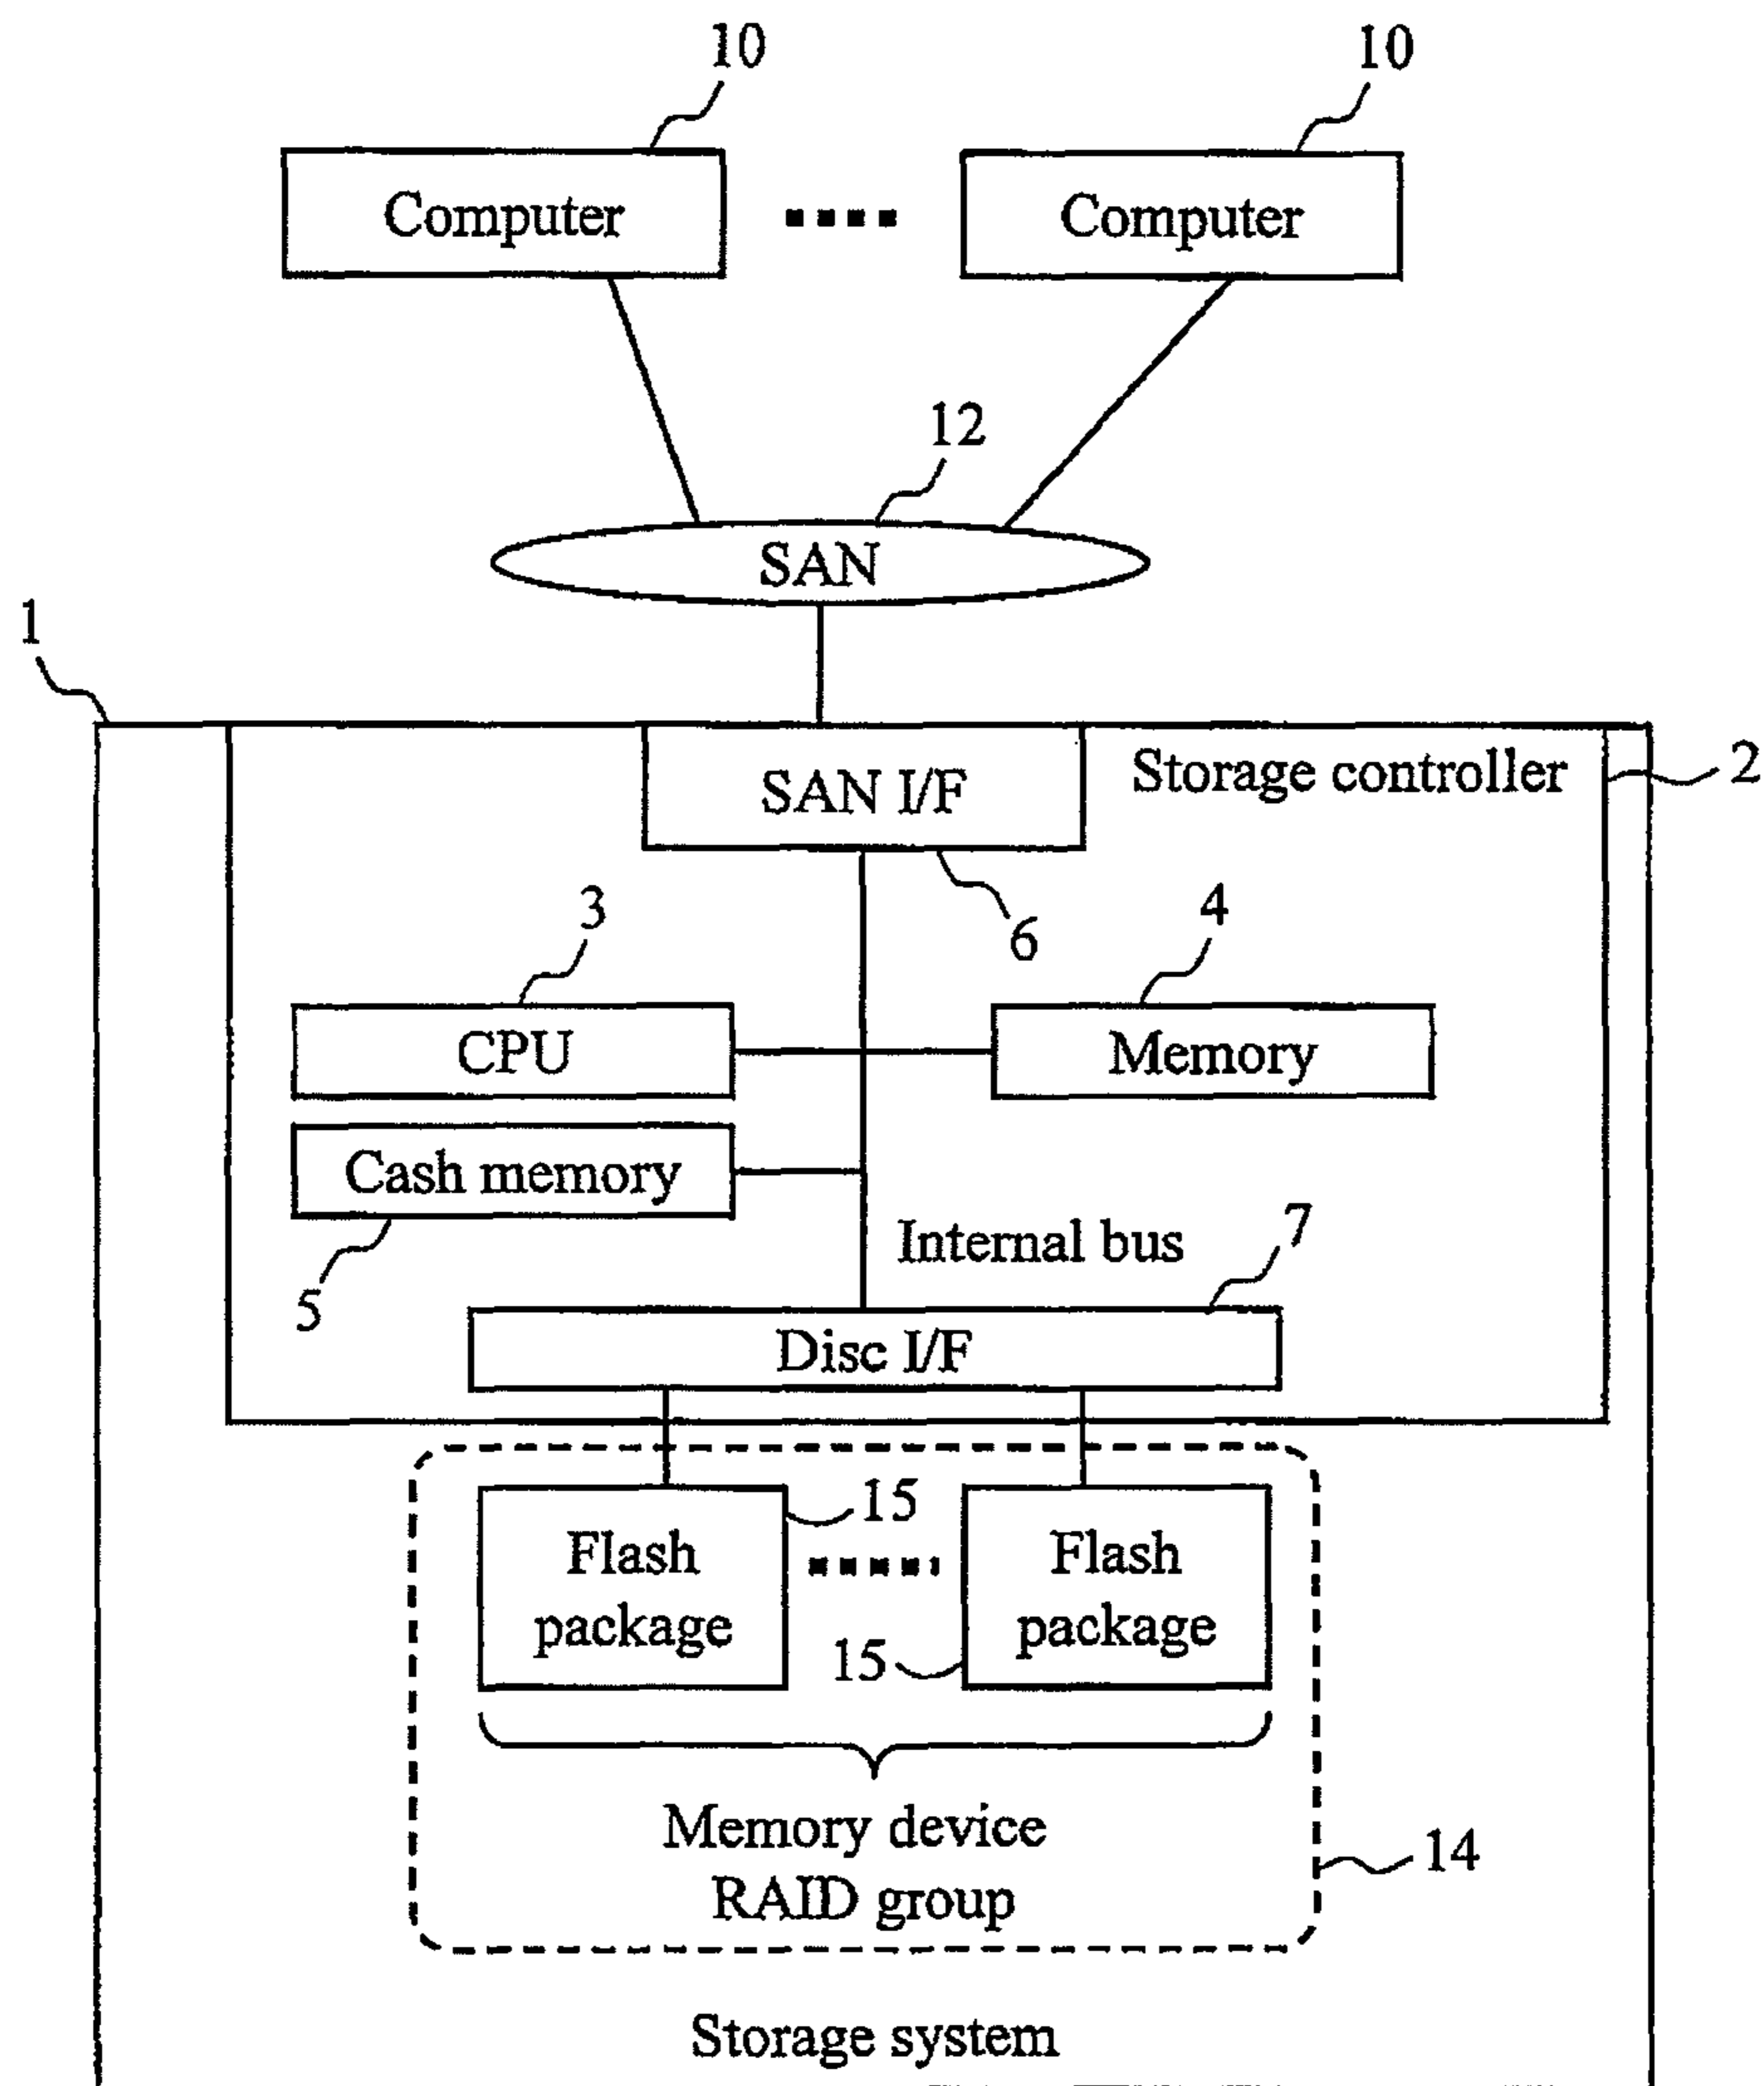 10 10
Computer Computer
12
SAN
1
SAN I/F
Storage controller
2
3
4
6
CPU
Memory
Cash memory
Internal bus
7
5
Disc I/F
15
Flash
package
Flash
package
15
Memory device
RAID group
14
Storage system